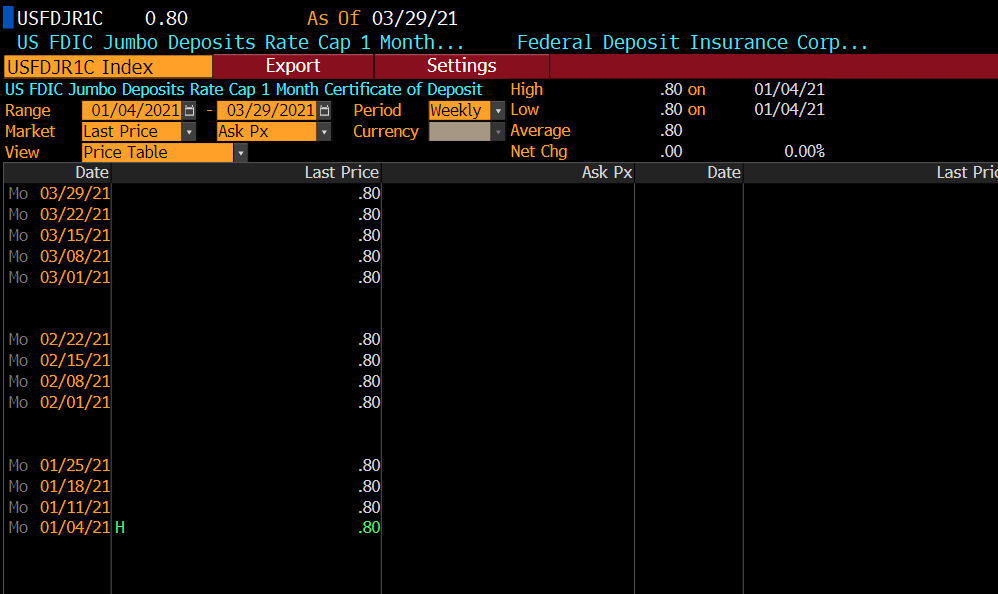 USFDJR1C 0.80 As Of 03/29/21
US FDIC Jumbo Deposits Rate Cap 1 Month... Federal Deposit Insurance Corp...
USFDJR1C Index Export Settings
US FDIC Jumbo Deposits Rate Cap 1 Month Certificate of Deposit High .80 on 01/04/21
Range 01/04/2021 - 03/29/2021 Period Weekly Low .80 on 01/04/21
Market Last Price Ask Px Currency Average .80
View Price Table Net Chg .00 0.00%
Date Last Price Ask Px Date Last
Mo 03/29/21 .80
Mo 03/22/21 .80
Mo 03/15/21 .80
Mo 03/08/21 .80
Mo 03/01/21 .80
Mo 02/22/21 .80
Mo 02/15/21 .80
Mo 02/08/21 .80
Mo 02/01/21 .80
Mo 01/25/21 .80
Mo 01/18/21 .80
Mo 01/11/21 .80
Mo 01/04/21 H .80